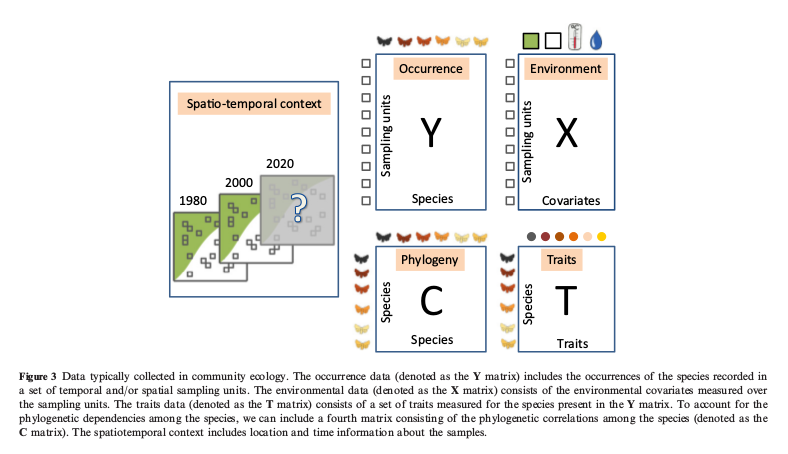 Spatio-temporal context
1980
2000
2020
?
Occurrence
Sampling units
Y
Species
Environment
Sampling units
X
Covariates
Phylogeny
Species
C
Species
Traits
Species
T
Traits
Figure 3 Data typically collected in community ecology. The occurrence data (denoted as the Y matrix) includes the occurrences of the species recorded in
a set of temporal and/or spatial sampling units. The environmental data (denoted as the X matrix) consists of the environmental covariates measured over
the sampling units. The traits data (denoted as the T matrix) consists of a set of traits measured for the species present in the Y matrix. To account for the
phylogenetic dependencies among the species, we can include a fourth matrix consisting of the phylogenetic correlations among the species (denoted as the
C matrix). The spatiotemporal context includes location and time information about the samples.